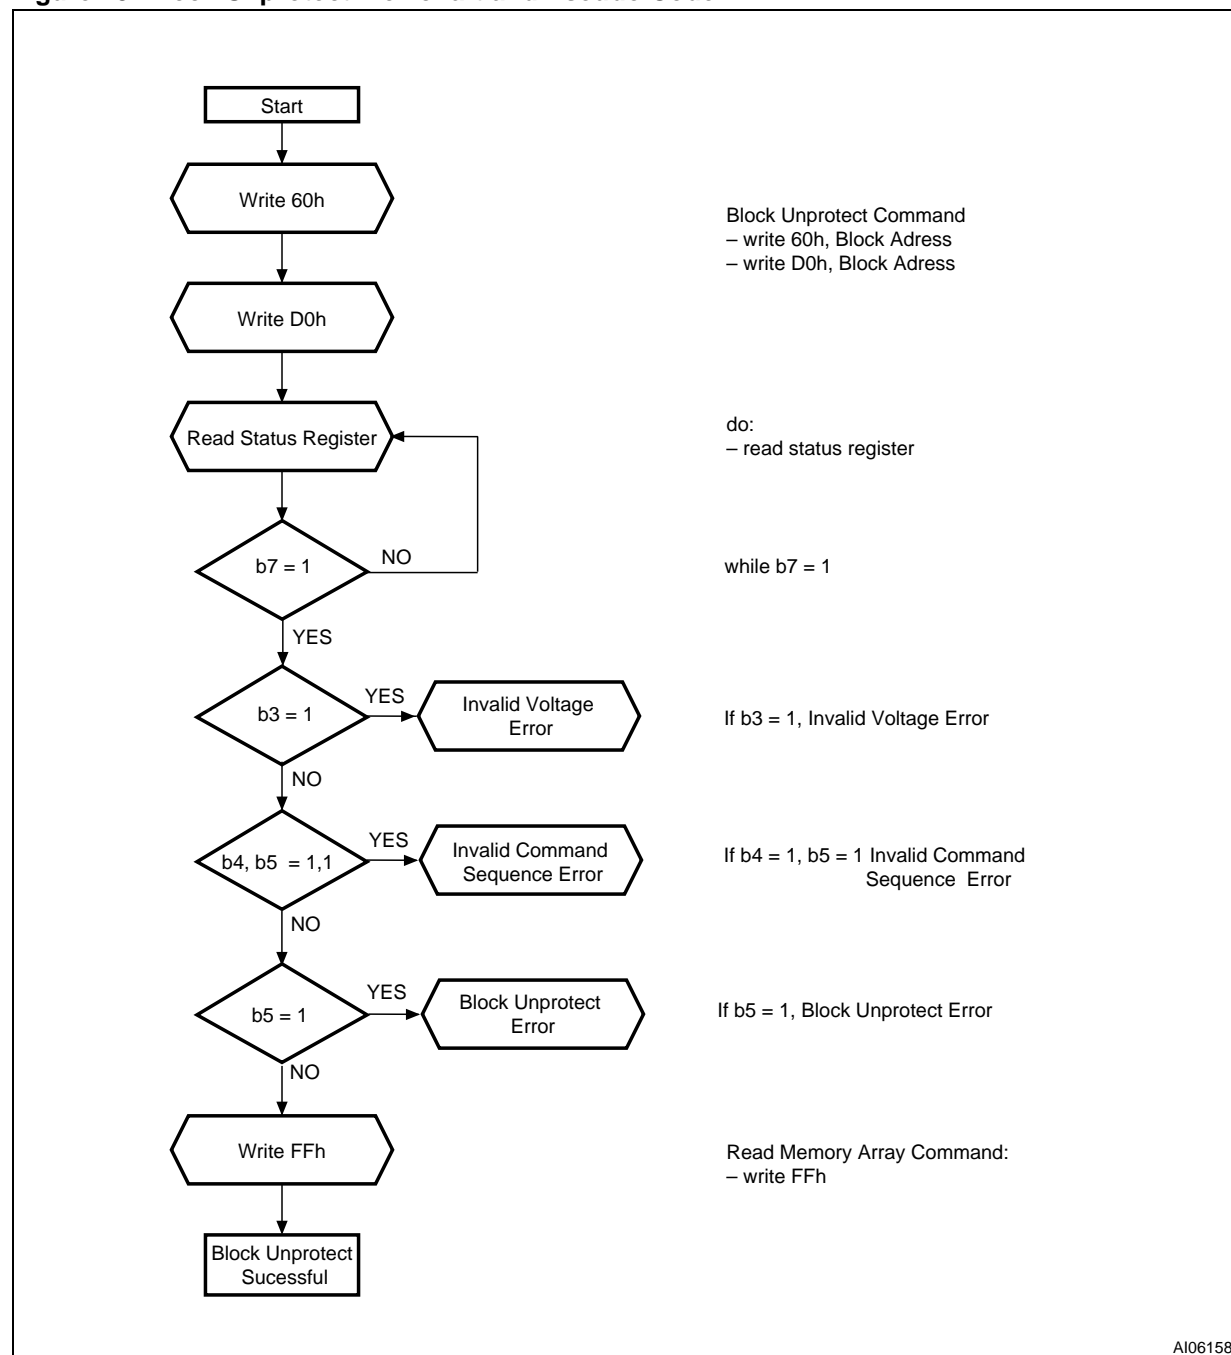 Start
Write 60h
Block Unprotect Command
– write 60h, Block Adress
– write D0h, Block Adress
Write D0h
Read Status Register
do:
– read status register
b7 = 1
NO
while b7 = 1
YES
b3 = 1
YES
Invalid Voltage
Error
If b3 = 1, Invalid Voltage Error
NO
b4, b5 = 1,1
YES
Invalid Command
Sequence Error
If b4 = 1, b5 = 1 Invalid Command
Sequence Error
NO
b5 = 1
YES
Block Unprotect
Error
If b5 = 1, Block Unprotect Error
NO
Write FFh
Read Memory Array Command:
– write FFh
Block Unprotect
Sucessful
AI06158